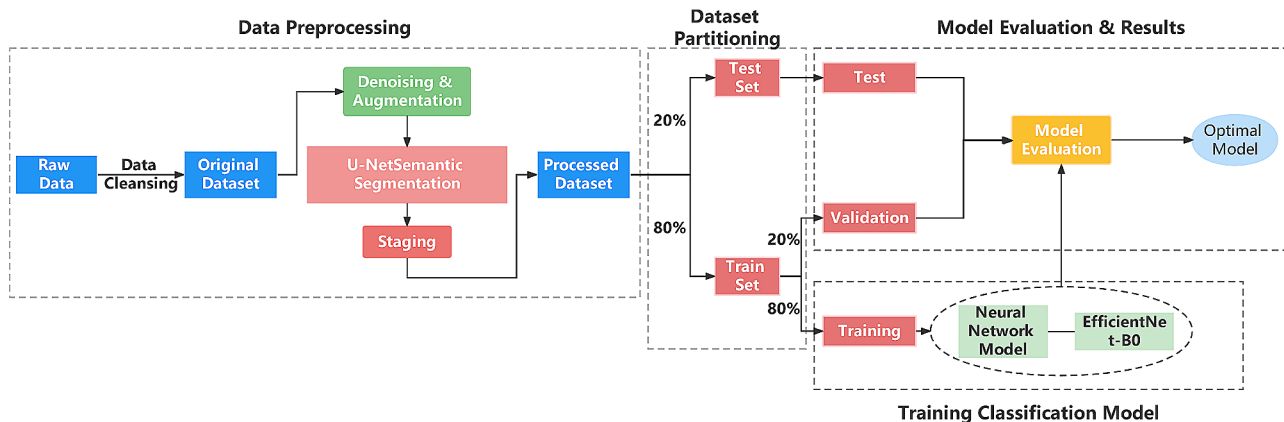 Data Preprocessing
Dataset
Partitioning
Model Evaluation & Results
Denoising &
Augmentation
Test
Set
Test
20%
Model
Evaluation
Optimal
Model
Raw
Data
Data
Cleansing
Original
Dataset
U-NetSemantic
Segmentation
Processed
Dataset
80%
Validation
Staging
20%
Train
Set
80%
Training
Neural
Network
Model
EfficientNe
t-B0
Training Classification Model